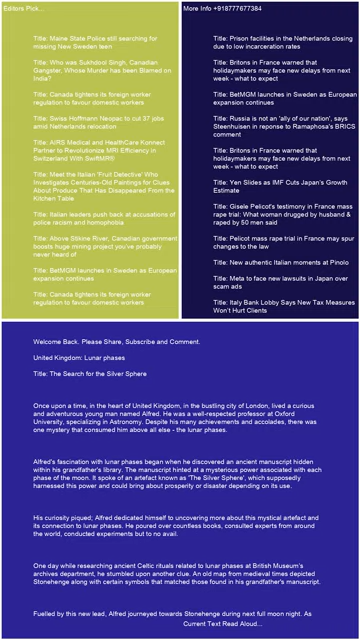 Editors Pick...
Title: Maine State Police still searching for
missing New Sweden teen
Title: Who was Sukhdool Singh, Canadian
Gangster, Whose Murder has been Blamed on
India?
Title: Canada tightens its foreign worker
regulation to favour domestic workers
Title: Swiss Hoffmann Neopac to cut 37 jobs
amid Netherlands relocation
Title: AIRS Medical and HealthCare Konnect
Partner to Revolutionize MRI Efficiency in
Switzerland With SwiftMR®
Title: Meet the Italian 'Fruit Detective' Who
Investigates Centuries-Old Paintings for Clues
About Produce That Has Disappeared From the
Kitchen Table
Title: Italian leaders push back at accusations of
police racism and homophobia
Title: Above Stikine River, Canadian government
boosts huge mining project you've probably
never heard of
Title: BetMGM launches in Sweden as European
expansion continues
Title: Canada tightens its foreign worker
regulation to favour domestic workers
More Info +918777677384
Title: Prison facilities in the Netherlands closing
due to low incarceration rates
Title: Britons in France warned that
holidaymakers may face new delays from next
week - what to expect
Title: BetMGM launches in Sweden as European
expansion continues
Title: Russia is not an 'ally of our nation', says
Steenhuisen in reponse to Ramaphosa's BRICS
comment
Title: Britons in France warned that
holidaymakers may face new delays from next
week - what to expect
Title: Yen Slides as IMF Cuts Japan's Growth
Estimate
Title: Gisele Pelicot's testimony in France mass
rape trial: What woman drugged by husband &
raped by 50 men said
Title: Pelicot mass rape trial in France may spur
changes to the law
Title: New authentic Italian moments at Pinolo
Title: Meta to face new lawsuits in Japan over
scam ads
Title: Italy Bank Lobby Says New Tax Measures
Won't Hurt Clients
Welcome Back. Please Share, Subscribe and Comment.
United Kingdom: Lunar phases
Title: The Search for the Silver Sphere
Once upon a time, in the heart of United Kingdom, in the bustling city of London, lived a curious
and adventurous young man named Alfred. He was a well-respected professor at Oxford
University, specializing in Astronomy. Despite his many achievements and accolades, there was
one mystery that consumed him above all else - the lunar phases.
Alfred's fascination with lunar phases began when he discovered an ancient manuscript hidden
within his grandfather's library. The manuscript hinted at a mysterious power associated with each
phase of the moon. It spoke of an artefact known as 'The Silver Sphere', which supposedly
harnessed this power and could bring about prosperity or disaster depending on its use.
His curiosity piqued; Alfred dedicated himself to uncovering more about this mystical artefact and
its connection to lunar phases. He poured over countless books, consulted experts from around
the world, conducted experiments but to no avail.
One day while researching ancient Celtic rituals related to lunar phases at British Museum's
archives department, he stumbled upon another clue. An old map from medieval times depicted
Stonehenge along with certain symbols that matched those found in his grandfather's manuscript.
Fuelled by this new lead, Alfred journeyed towards Stonehenge during next full moon night. As
Current Text Read Aloud...